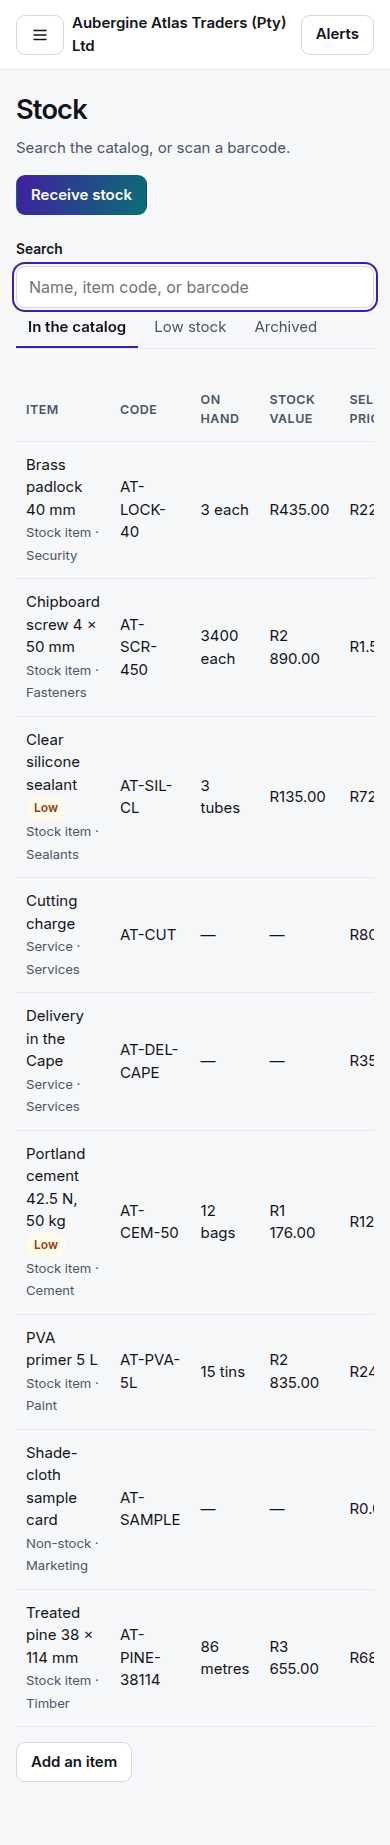 Aubergine Atlas Traders (Pty)
Ltd
Alerts
Stock
Search the catalog, or scan a barcode.
Receive stock
Search
Name, item code, or barcode
In the catalog Low stock Archived
ITEM CODE ON HAND STOCK VALUE
Brass
padlock
40 mm
Stock item ·
Security
AT-
LOCK-
40
3 each
R435.00
Chipboard
screw 4 ×
50 mm
Stock item ·
Fasteners
AT-
SCR-
450
3400
each
R2
890.00
Clear
silicone
sealant
Low
Stock item ·
Sealants
AT-SIL-
CL
3
tubes
R135.00
R72
Cutting
charge
Service ·
Services
AT-CUT
—
—
R80
Delivery
in the
Cape
Service ·
Services
AT-DEL-
CAPE
—
—
R35
Portland
cement
42.5 N,
50 kg
Low
Stock item ·
Cement
AT-
CEM-50
12
bags
R1
176.00
R12
PVA
primer 5 L
Stock item ·
Paint
AT-PVA-
5L
15 tins
R2
835.00
R24
Shade-
cloth
sample
card
Non-stock ·
Marketing
AT-
SAMPLE
—
—
Treated
pine 38 ×
114 mm
Stock item ·
Timber
AT-
PINE-
38114
86
metres
R3
655.00
R68
Add an item